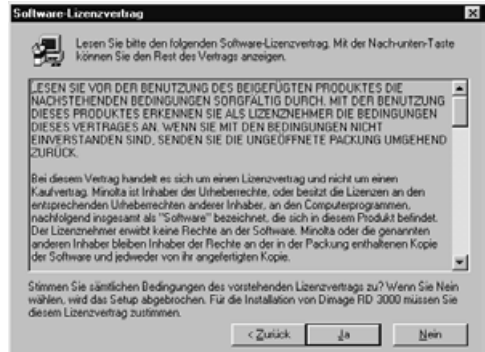 Software-Lizenzvertrag
Lesen Sie bitte den folgenden Software-Lizenzvertrag. Mit der Nach-unten-Taste
können Sie den Rest des Vertrags anzeigen.
LESEN SIE VOR DER BENUTZUNG DES BEIGEFÜGTEN PRODUKTES DIE
NACHSTEHENDEN BEDINGUNGEN SORGFÄLTIG DURCH. MIT DER BENUTZUNG
DIESES PRODUKTES ERKENNEN SIE ALS LIZENZNEHMER DIE BEDINGUNGEN
DIESES VERTRAGES AN. WENN SIE MIT DEN BEDINGUNGEN NICHT
EINVERSTANDEN SIND, SENDEN SIE DIE UNGEÖFFNETE PACKUNG UMGEHEND
ZURÜCK.
Bei diesem Vertrag handelt es sich um einen Lizenzvertrag und nicht um einen
Kaufvertrag. Minolta ist Inhaber der Urheberrechte, oder besitzt die Lizenzen an den
entsprechenden Urheberrechten anderer Inhaber, an den Computerprogrammen,
nachfolgend insgesamt als "Software" bezeichnet, die sich in diesem Produkt befindet.
Der Lizenznehmer erwirbt keine Rechte an der Software. Minolta oder die genannten
anderen Inhaber bleiben Inhaber der Rechte an der in der Packung enthaltenen Kopie
der Software und jedweder von ihr angefertigten Kopie.
Stimmen Sie sämtlichen Bedingungen des vorstehenden Lizenzvertrags zu? Wenn Sie Nein
wählen, wird das Setup abgebrochen. Für die Installation von Dimage RD 3000 müssen Sie
diesem Lizenzvertrag zustimmen.
< Zurück Ja Nein